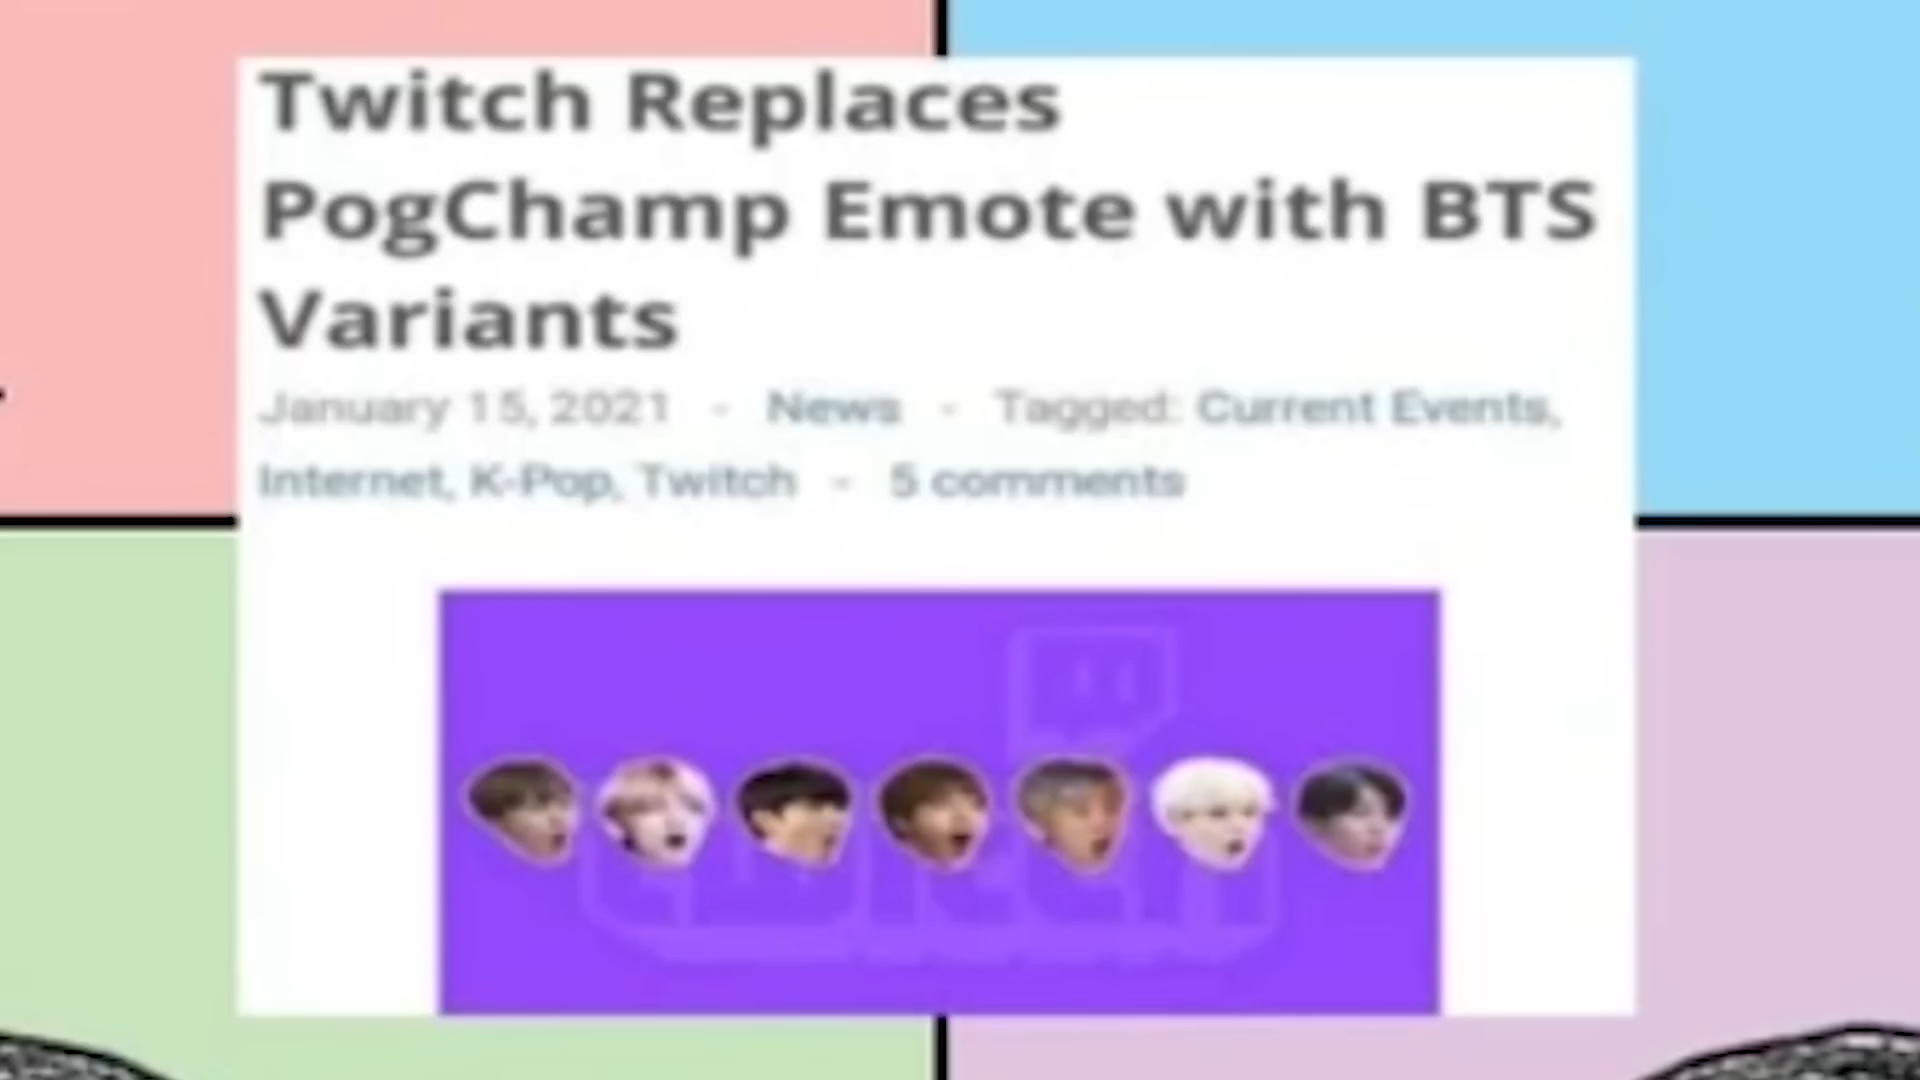 Twitch Replaces
PogChamp Emote with BTS
Variants
January 15, 2021 - News - Tagged: Current Events,
Internet, K-Pop, Twitch - 5 comments